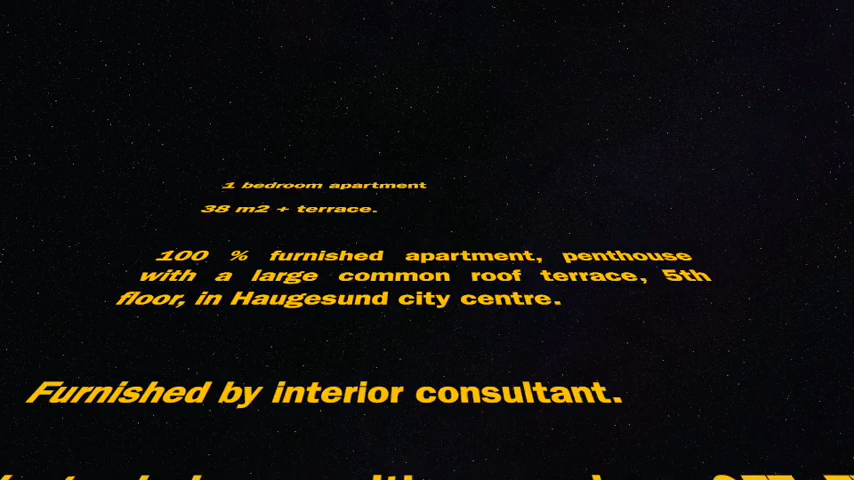 1 bedroom apartment
38 m2 + terrace.
100 % furnished apartment, penthouse
with a large common roof terrace, 5th
floor, in Haugesund city centre.
Furnished by interior consultant.